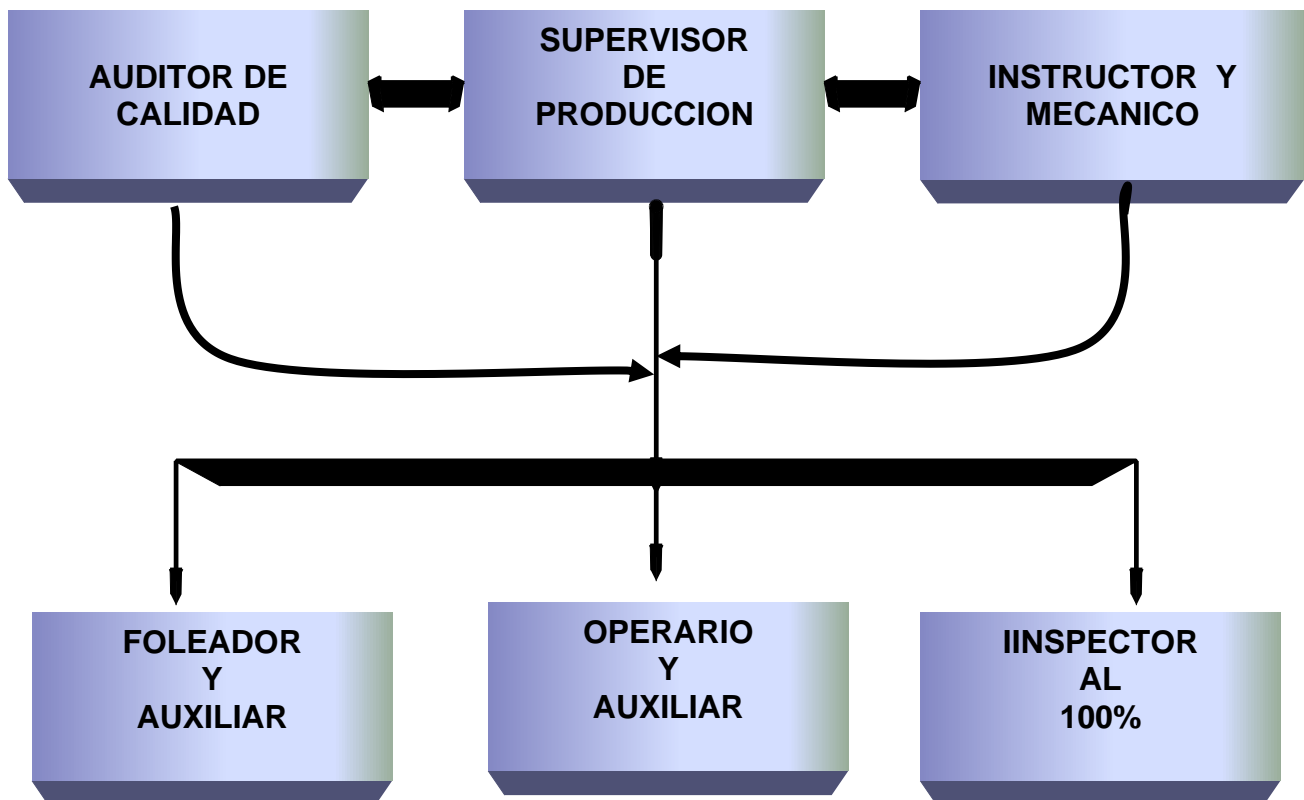 AUDITOR DE
CALIDAD
SUPERVISOR
DE
PRODUCCION
INSTRUCTOR Y
MECANICO
FOLEADOR
Y
AUXILIAR
OPERARIO
Y
AUXILIAR
IINSPECTOR
AL
100%